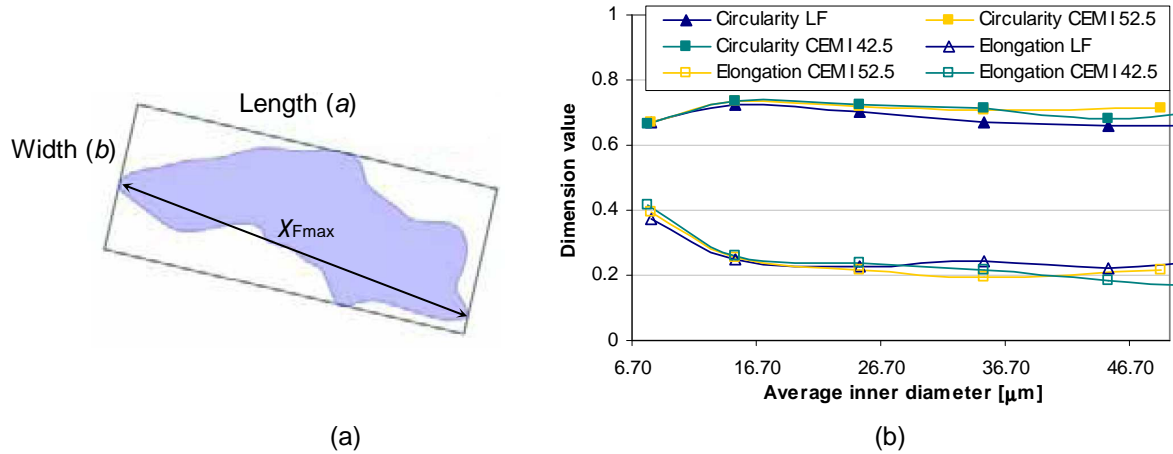 Length (a)
Width (b)
XFmax
(a)
Circularity LF
Circularity CEM I 52.5
Circularity CEM I 42.5
Elongation LF
Elongation CEM I 52.5
Elongation CEM I 42.5
Dimension value
1
0.8
0.6
0.4
0.2
0
6.70 16.70 26.70 36.70 46.70
Average inner diameter [μm]
(b)